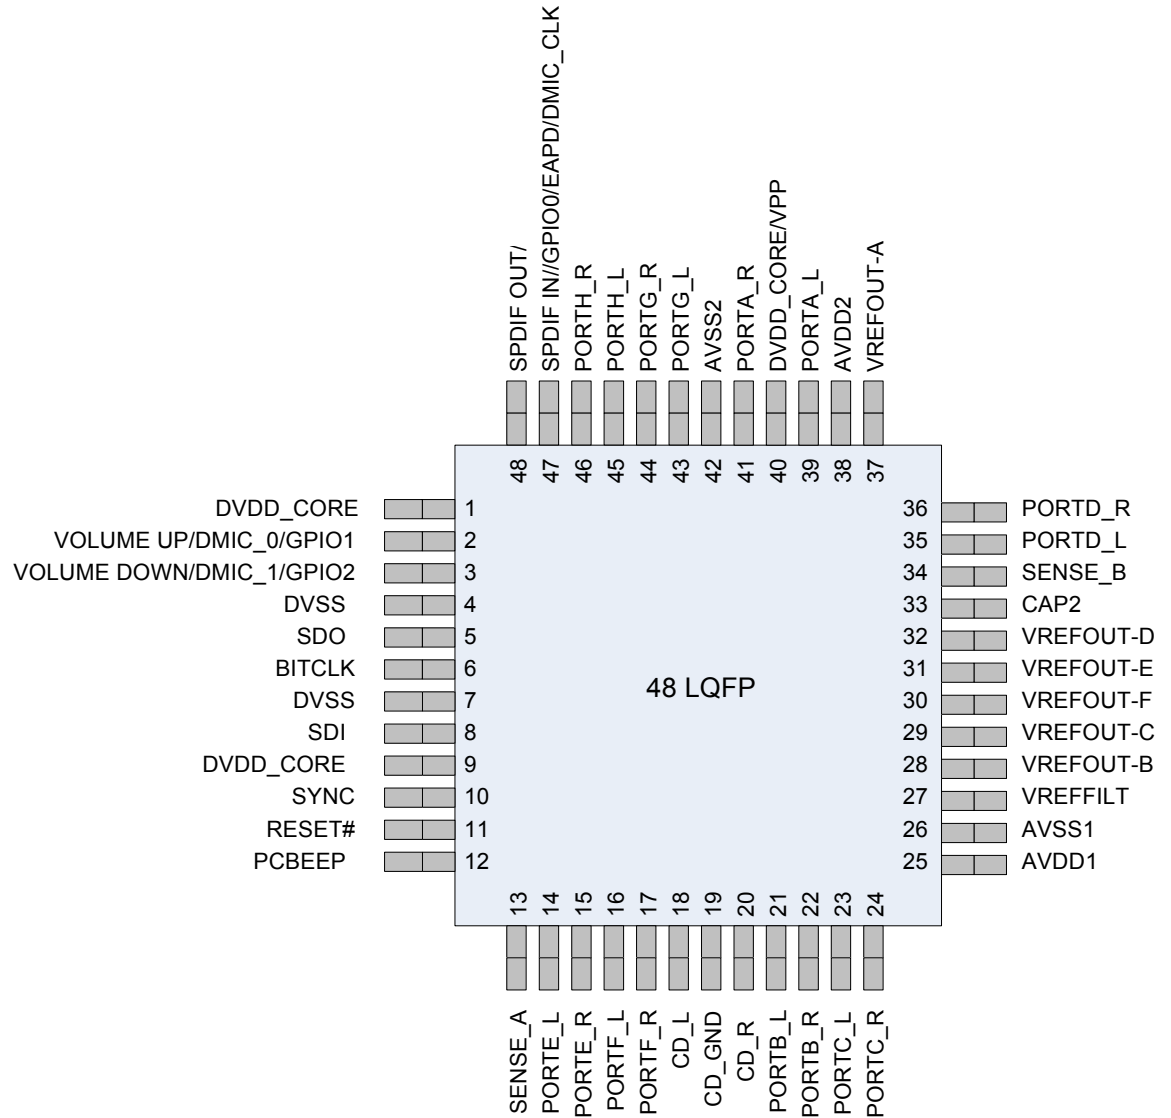 SPDIF OUT/
SPDIF IN//GPIO0/EAPD/DMIC_CLK
PORTH_R
PORTH_L
PORTG_R
PORTG_L
AVSS2
PORTA_R
DVDD_CORE/VPP
PORTA_L
AVDD2
VREFOUT-A
48
47
46
45
44
43
42
41
40
39
38
37
DVDD_CORE 1
VOLUME UP/DMIC_0/GPIO1 2
VOLUME DOWN/DMIC_1/GPIO2 3
DVSS 4
SDO 5
BITCLK 6
DVSS 7
SDI 8
DVDD_CORE 9
SYNC 10
RESET# 11
PCBEEP 12
48 LQFP
36 PORTD_R
35 PORTD_L
34 SENSE_B
33 CAP2
32 VREFOUT-D
31 VREFOUT-E
30 VREFOUT-F
29 VREFOUT-C
28 VREFOUT-B
27 VREFFILT
26 AVSS1
25 AVDD1
13
14
15
16
17
18
19
20
21
22
23
24
SENSE_A
PORTE_L
PORTE_R
PORTF_L
PORTF_R
CD_L
CD_GND
CD_R
PORTB_L
PORTB_R
PORTC_L
PORTC_R